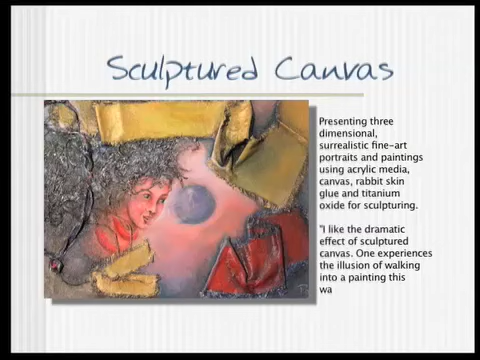 Sculptured Canvas
Presenting three
dimensional,
surrealistic fine-art
portraits and paintings
using acrylic media,
canvas, rabbit skin
glue and titanium
oxide for sculpturing.
"I like the dramatic
effect of sculptured
canvas. One experiences
the illusion of walking
into a painting this
wa